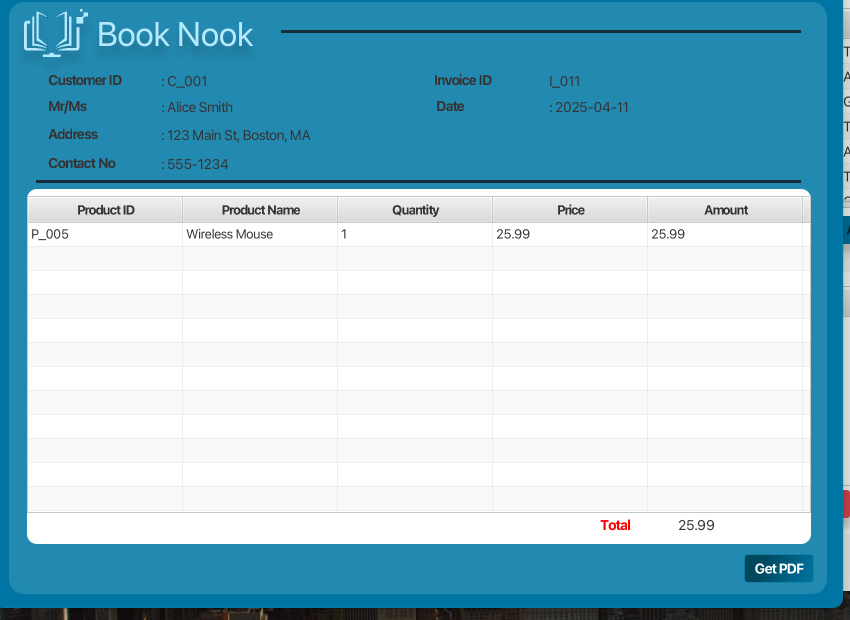 Book Nook
Customer ID : C_001 Invoice ID I_011
Mr/Ms : Alice Smith Date : 2025-04-11
Address : 123 Main St, Boston, MA
Contact No : 555-1234
Product ID Product Name Quantity Price Amount
P_005 Wireless Mouse 1 25.99 25.99
Total 25.99
Get PDF